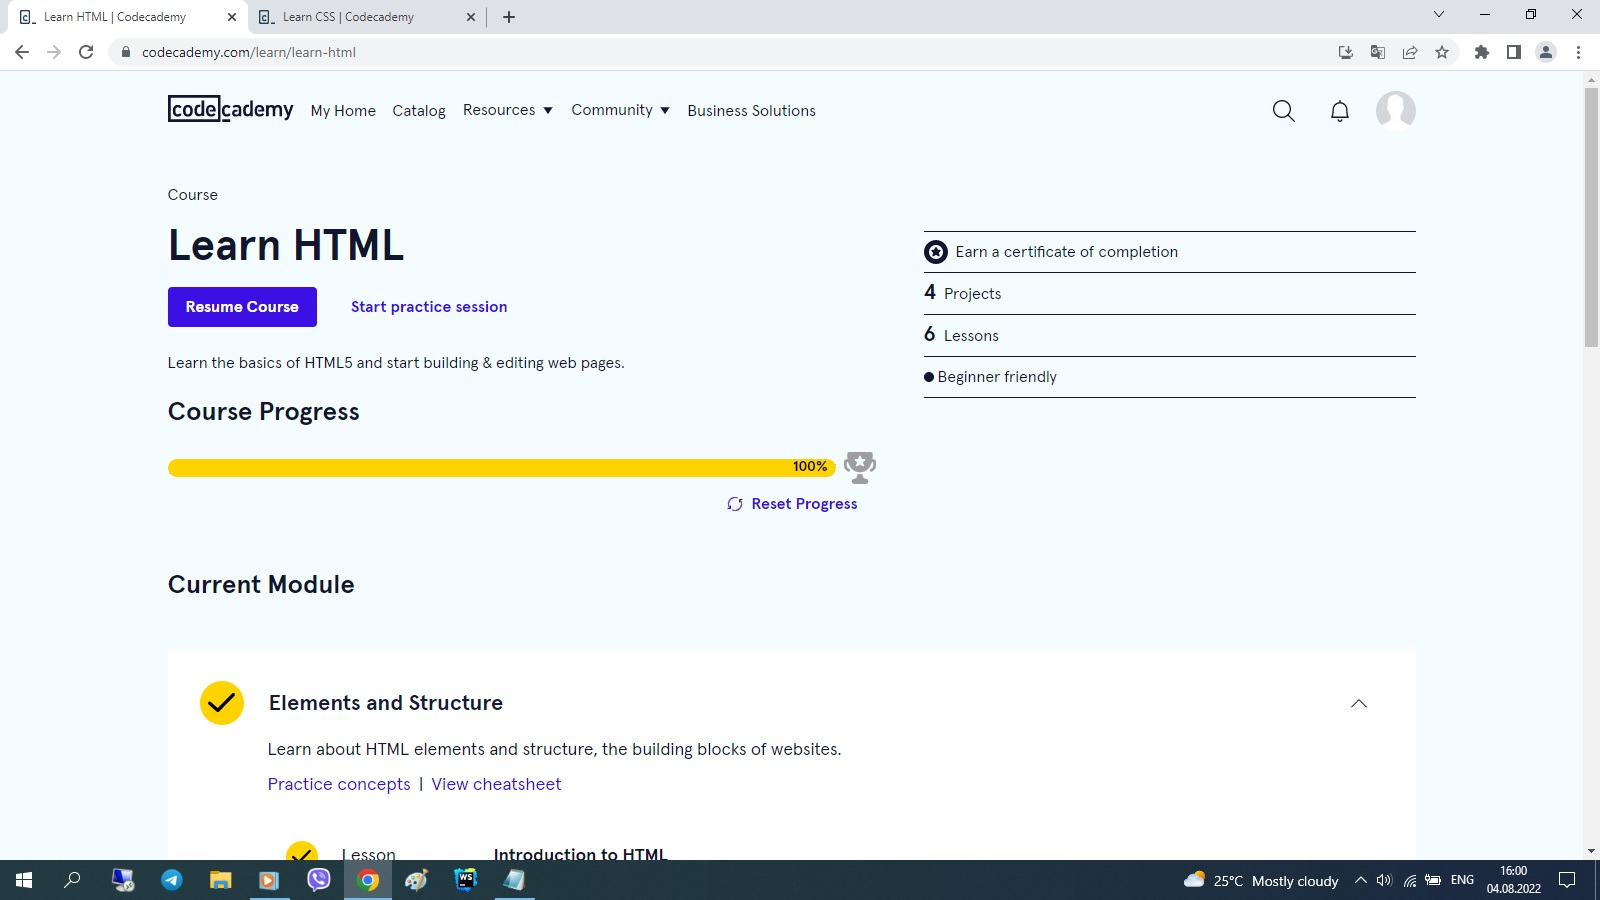 Learn HTML | Codecademy
Learn CSS | Codecademy
codecademy.com/learn/learn-html
codecademy My Home Catalog Resources Community Business Solutions
Course
Learn HTML
Resume Course Start practice session
Learn the basics of HTML5 and start building & editing web pages.
Earn a certificate of completion
4 Projects
6 Lessons
Beginner friendly
Course Progress
100%
Reset Progress
Current Module
Elements and Structure
Learn about HTML elements and structure, the building blocks of websites.
Practice concepts | View cheatsheet
Lesson Introduction to HTML
WS
25°C Mostly cloudy
ENG
16:00
04.08.2022